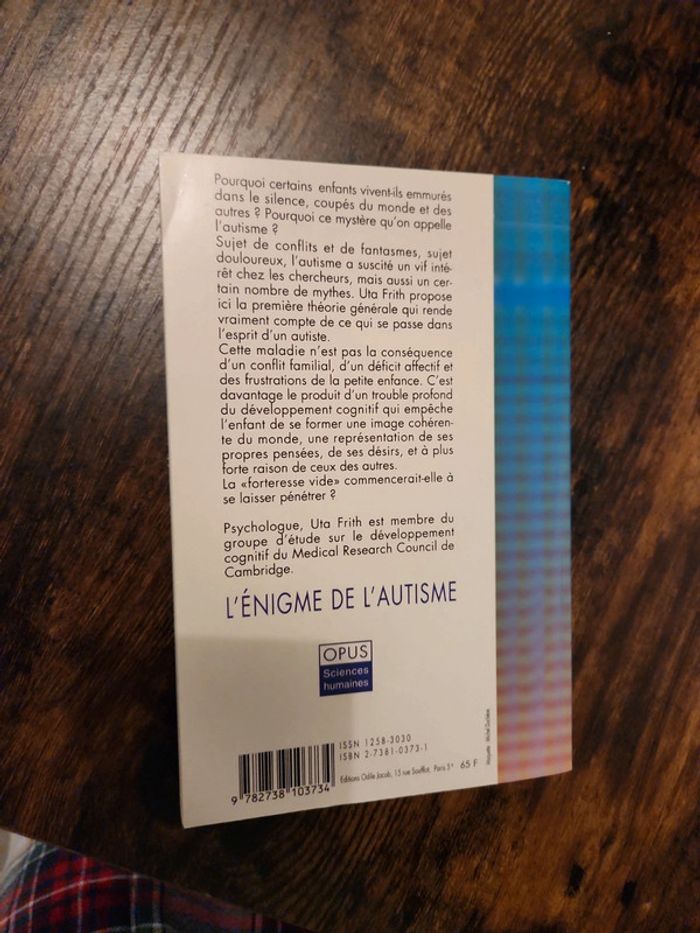 Pourquoi certains enfants vivent-ils emmurés
dans le silence, coupés du monde et des
autres ? Pourquoi ce mystère qu'on appelle
l'autisme ?
Sujet de conflits et de fantasmes, sujet
douloureux, l'autisme a suscité un vif inté-
rêt chez les chercheurs, mais aussi un cer-
tain nombre de mythes. Uta Frith propose
ici la première théorie générale qui rende
vraiment compte de ce qui se passe dans
l'esprit d'un autiste.
Cette maladie n'est pas la conséquence
d'un conflit familial, d'un déficit affectif et
des frustrations de la petite enfance. C'est
davantage le produit d'un trouble profond
du développement cognitif qui empêche
l'enfant de se former une image cohéren-
te du monde, une représentation de ses
propres pensées, de ses désirs, et à plus
forte raison de ceux des autres.
La «forteresse vide» commencerait-elle à
se laisser pénétrer ?
Psychologue, Uta Frith est membre du
groupe d'étude sur le développement
cognitif du Medical Research Council de
Cambridge.
L'ÉNIGME DE L'AUTISME
OPUS
Sciences
humaines
ISSN 1258-3030
ISBN 2-7381-0373-1
Editions Odile Jacob, 15 rue Soufflot, Paris 5e 65 F
9 782738 103734
Maquette : Michel